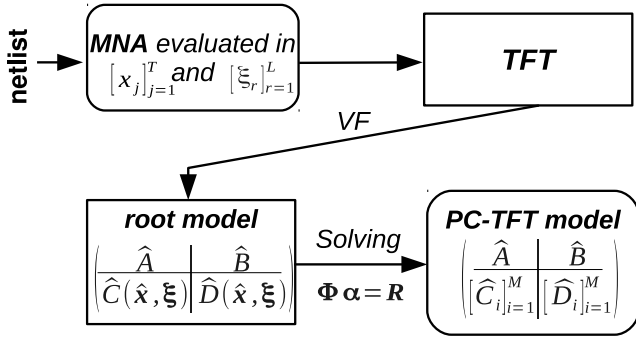 netlist
MNA evaluated in
[x_j]_{j=1}^{T} and [ξ_r]_{r=1}^{L}
TFT
VF
root model
( Â | B̂ )
( Ĉ(x̂,ξ) | D̂(x̂,ξ) )
Solving
Φ α = R
PC-TFT model
( Â | B̂ )
( [Ĉ_i]_{i=1}^{M} | [D̂_i]_{i=1}^{M} )